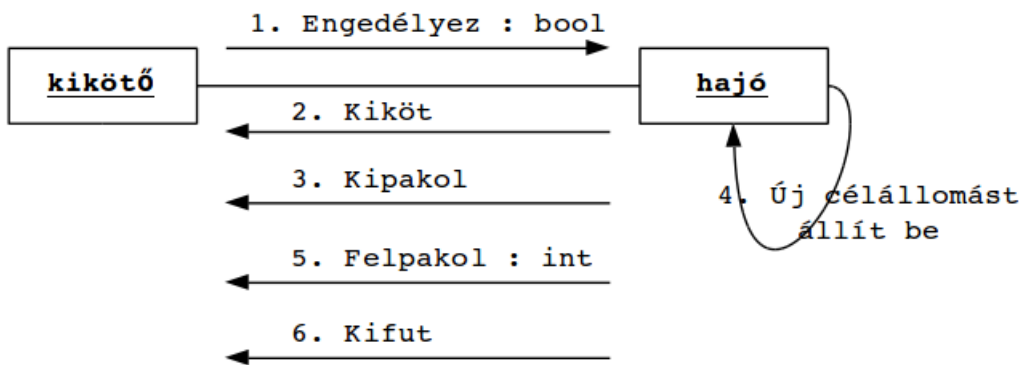 1. Engedélyez : bool
kikötő
hajó
2. Kiköt
3. Kipakol
4. Új célállomást
állít be
5. Felpakol : int
6. Kifut